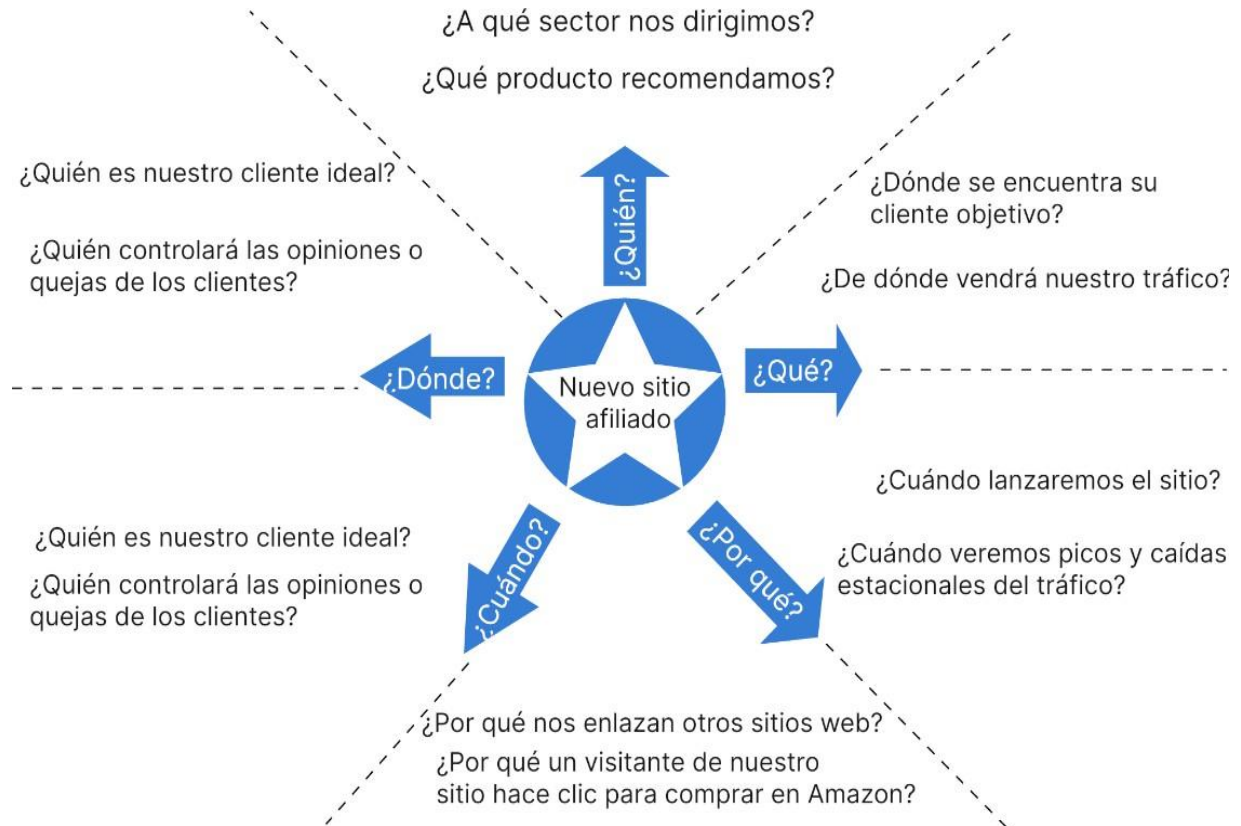 ¿A qué sector nos dirigimos?
¿Qué producto recomendamos?
¿Quién es nuestro cliente ideal?
¿Quién controlará las opiniones o
quejas de los clientes?
¿Quién?
¿Dónde se encuentra su
cliente objetivo?
¿De dónde vendrá nuestro tráfico?
¿Dónde?
Nuevo sitio
afiliado
¿Qué?
¿Quién es nuestro cliente ideal?
¿Quién controlará las opiniones o
quejas de los clientes?
¿Cuándo?
¿Por qué?
¿Cuándo lanzaremos el sitio?
¿Cuándo veremos picos y caídas
estacionales del tráfico?
¿Por qué nos enlazan otros sitios web?
¿Por qué un visitante de nuestro
sitio hace clic para comprar en Amazon?